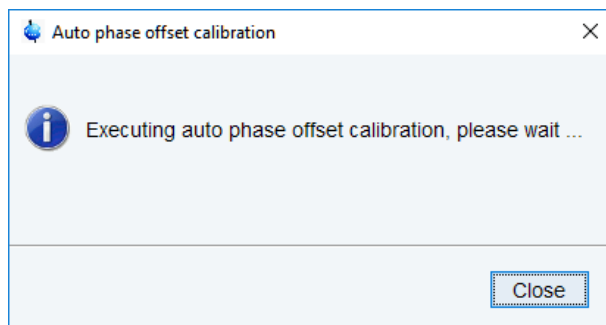 Auto phase offset calibration
Executing auto phase offset calibration, please wait ...
Close